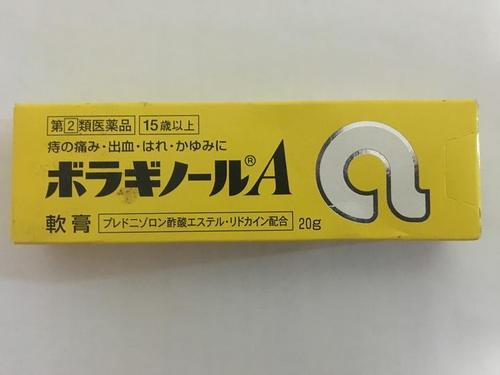 指②類医薬品 15歳以上
痔の痛み・出血・はれ・かゆみに
ボラギノール®A
軟膏 プレドニゾロン酢酸エステル・リドカイン配合 20g